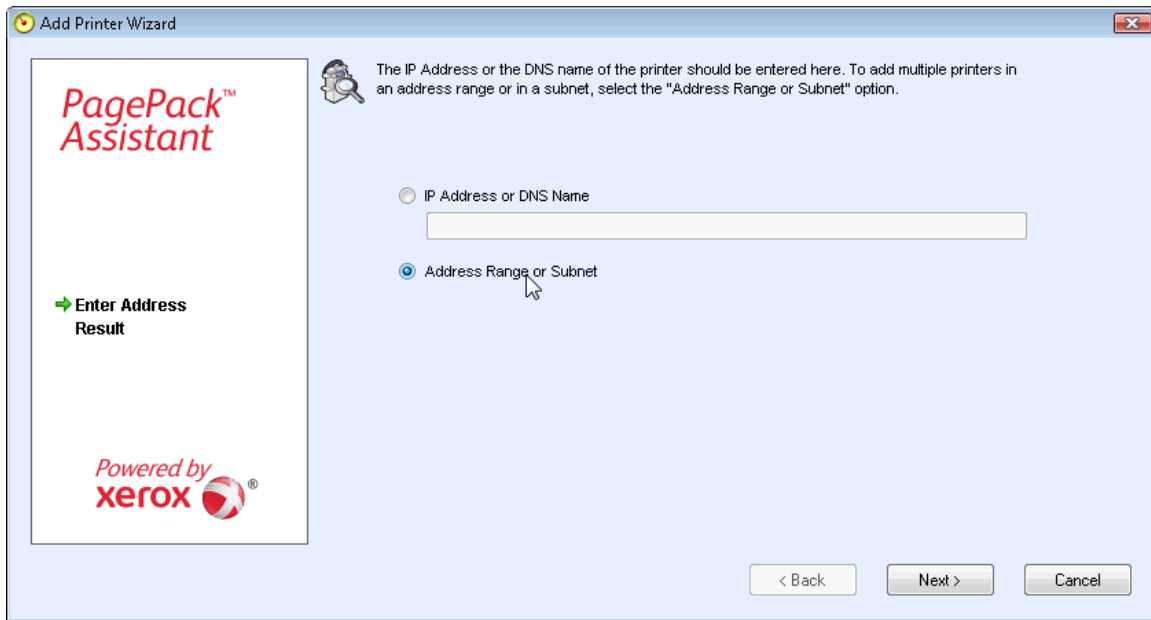 Add Printer Wizard
PagePack™
Assistant
The IP Address or the DNS name of the printer should be entered here. To add multiple printers in
an address range or in a subnet, select the "Address Range or Subnet" option.
IP Address or DNS Name
Address Range or Subnet
Enter Address
Result
Powered by
xerox ®
< Back
Next >
Cancel